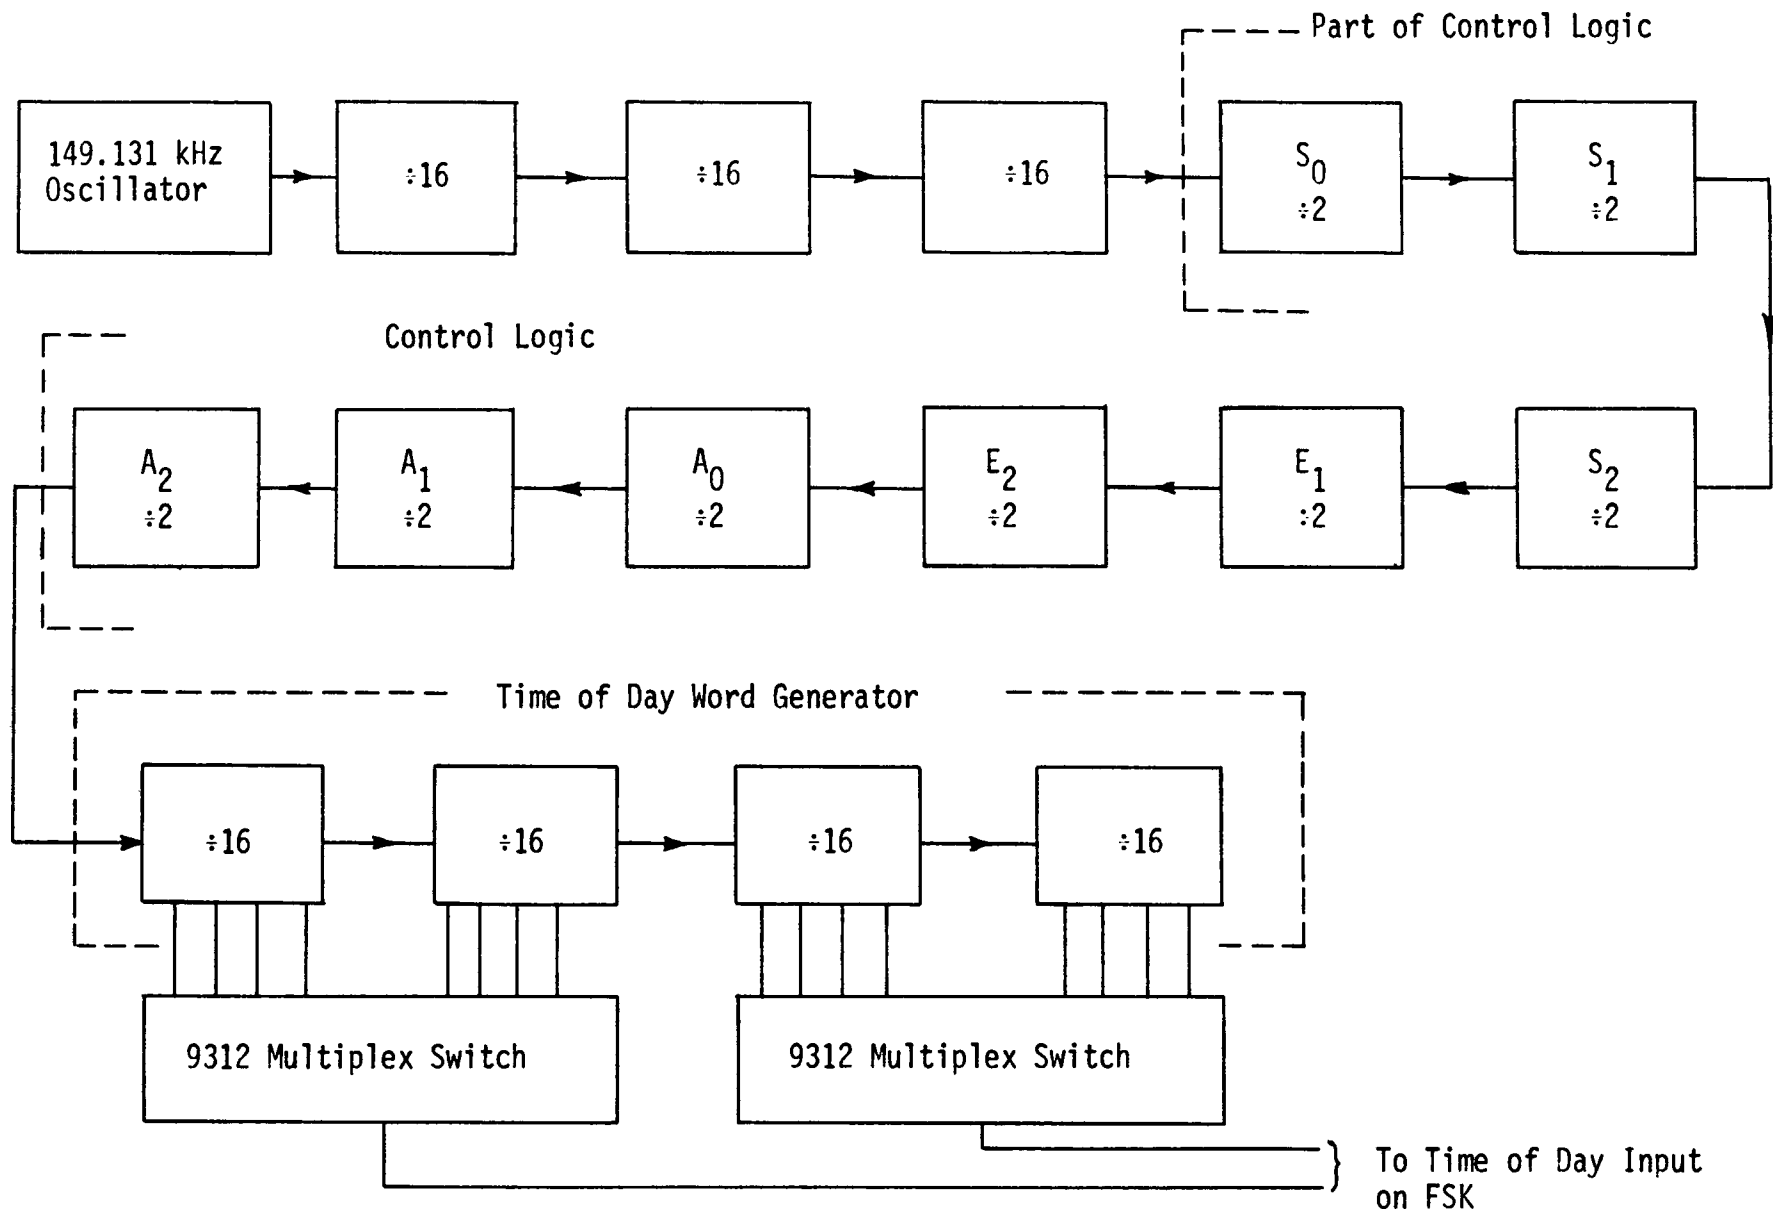 Part of Control Logic
149.131 kHz
Oscillator
÷16
÷16
÷16
S0
÷2
S1
÷2
Control Logic
A2
÷2
A1
÷2
A0
÷2
E2
÷2
E1
÷2
S2
÷2
Time of Day Word Generator
÷16
÷16
÷16
÷16
9312 Multiplex Switch
9312 Multiplex Switch
To Time of Day Input
on FSK